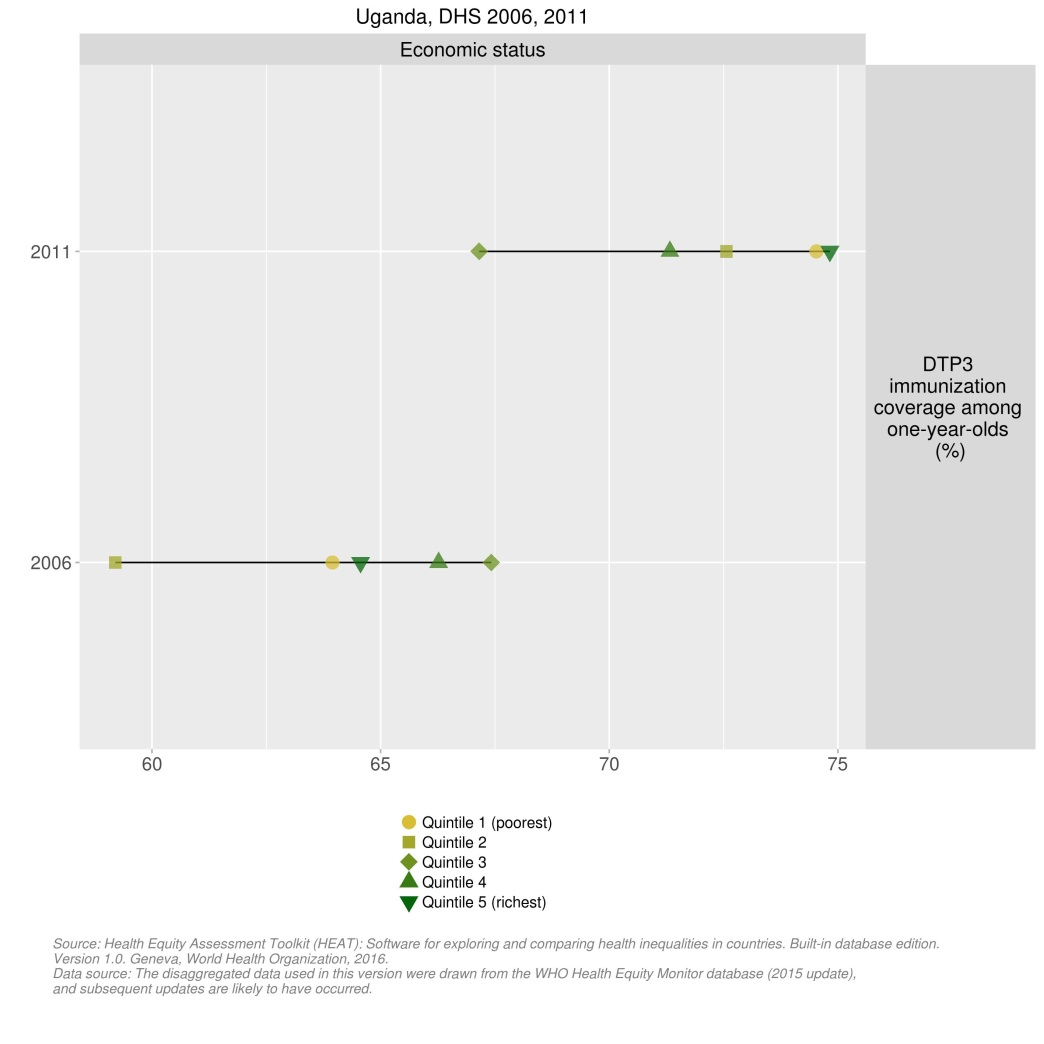 Uganda, DHS 2006, 2011
Economic status
2011
2006
DTP3
immunization
coverage among
one-year-olds
(%)
60 65 70 75
Quintile 1 (poorest)
Quintile 2
Quintile 3
Quintile 4
Quintile 5 (richest)
Source: Health Equity Assessment Toolkit (HEAT): Software for exploring and comparing health inequalities in countries. Built-in database edition.
Version 1.0. Geneva, World Health Organization, 2016.
Data source: The disaggregated data used in this version were drawn from the WHO Health Equity Monitor database (2015 update),
and subsequent updates are likely to have occurred.